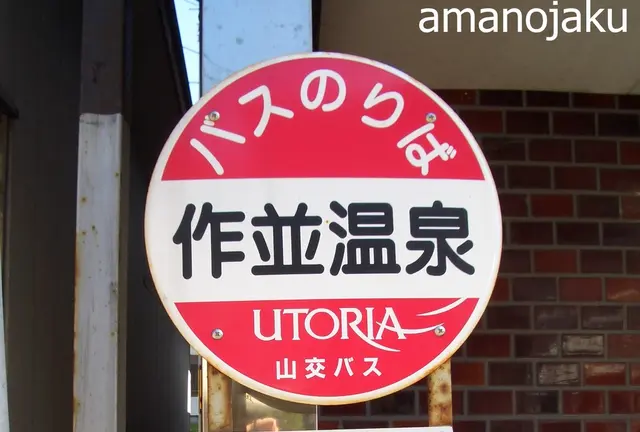 amanojaku
バスのりば
作並温泉
UTORIA
山交バス